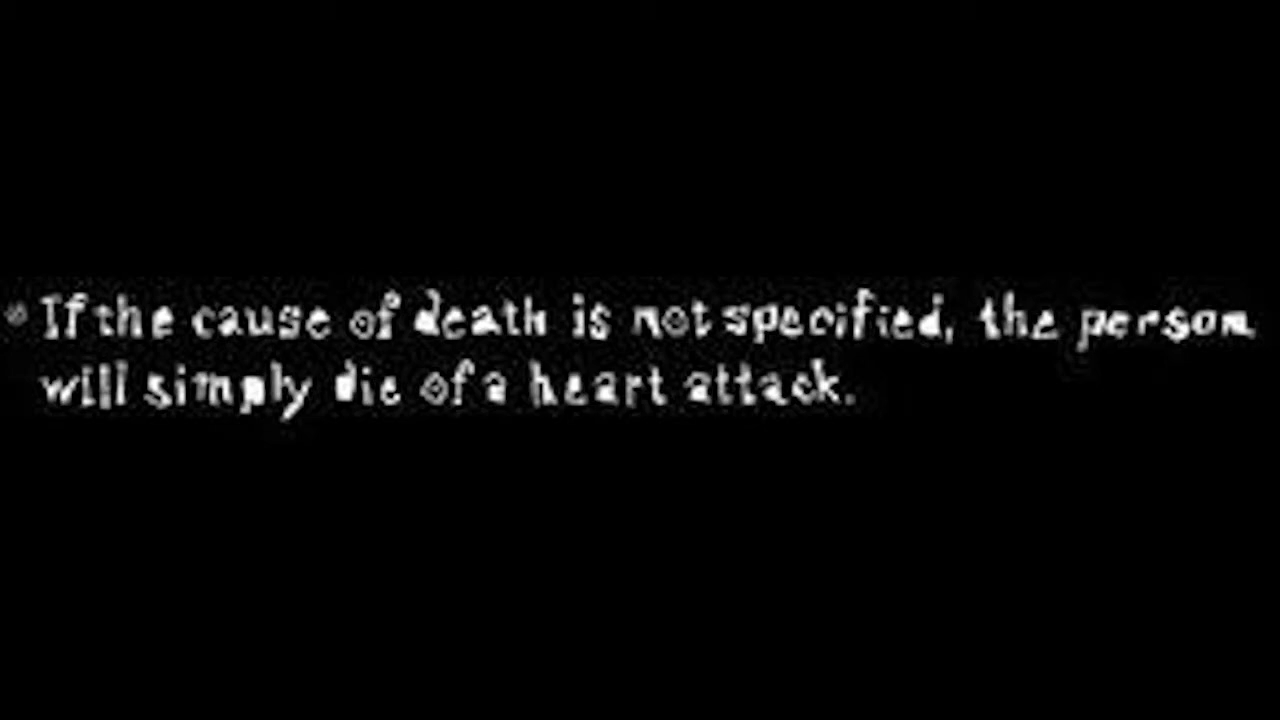 * If the cause of death is not specified, the person
will simply die of a heart attack.